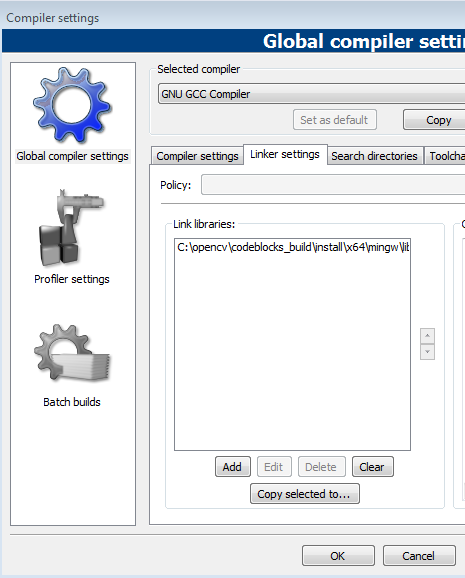 Compiler settings
Global compiler setti
Selected compiler
GNU GCC Compiler
Set as default
Copy
Global compiler settings
Compiler settings
Linker settings
Search directories
Toolcha
Policy:
Link libraries:
C:\opencv\codeblocks_build\install\x64\mingw\lib
Profiler settings
Batch builds
Add
Edit
Delete
Clear
Copy selected to...
OK
Cancel